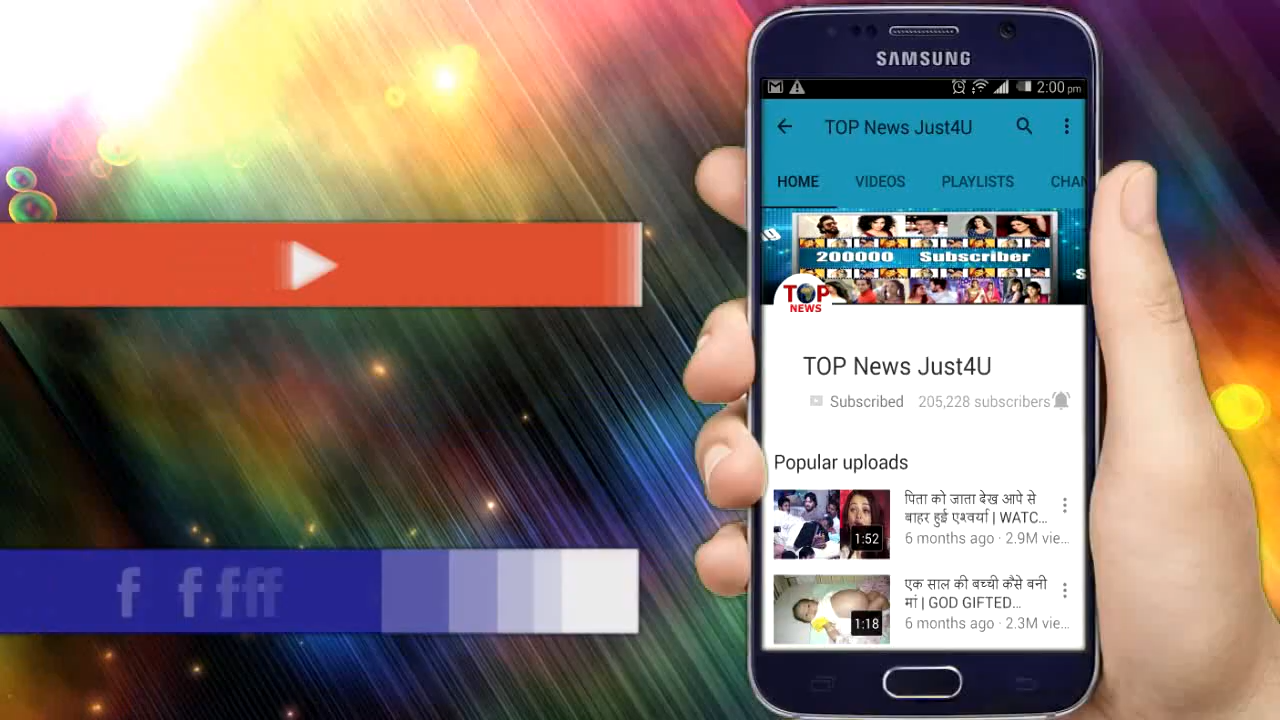 SAMSUNG
2:00 pm
TOP News Just4U
HOME VIDEOS PLAYLISTS CHAN
200000 Subscriber
TOP
NEWS
TOP News Just4U
Subscribed 205,228 subscribers
Popular uploads
पिता को जाता देख आपे से
बाहर हुई एश्वर्या | WATC...
6 months ago · 2.9M vie...
1:52
एक साल की बच्ची कैसे बनी
मां | GOD GIFTED...
6 months ago · 2.3M vie...
1:18
f f f f f